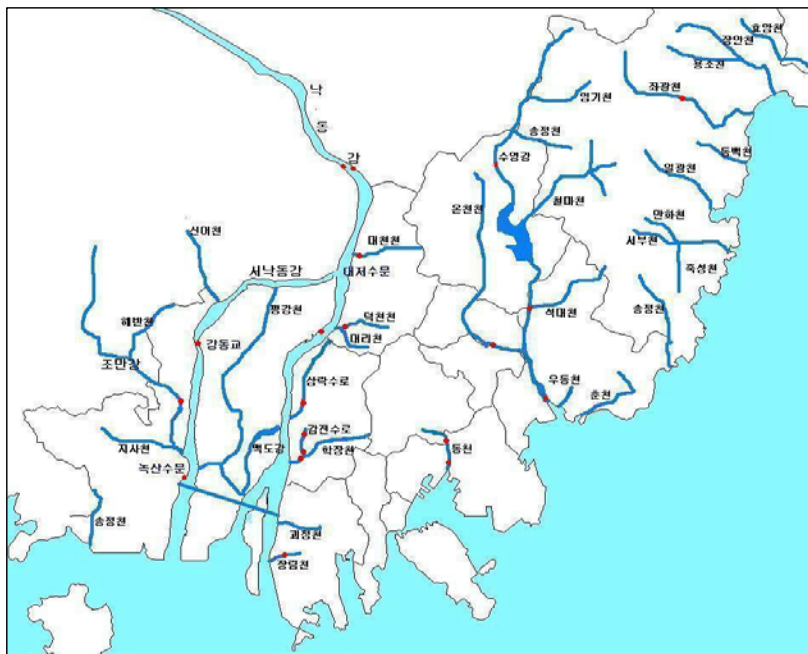 효암천
장안천
용소천
좌광천
낙
동
강
임기천
송정천
수영강
동백천
일광천
철마천
온천천
만화천
서부천
죽성천
신어천
대천천
서낙동강
대저수문
평강천
덕천천
석대천
송정천
해반천
강동교
대리천
조만강
우동천
춘천
삼락수로
감전수로
맥도강
학장천
동천
지사천
녹산수문
송정천
괴정천
장림천